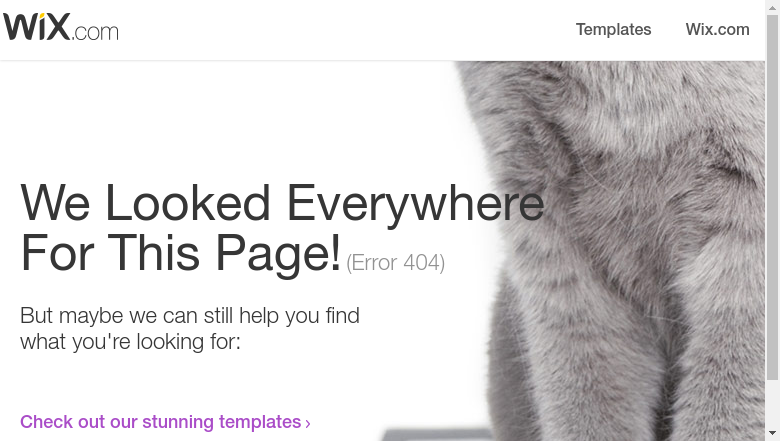 WiX.com
Templates
Wix.com
We Looked Everywhere
For This Page! (Error 404)
But maybe we can still help you find
what you're looking for:
Check out our stunning templates ›